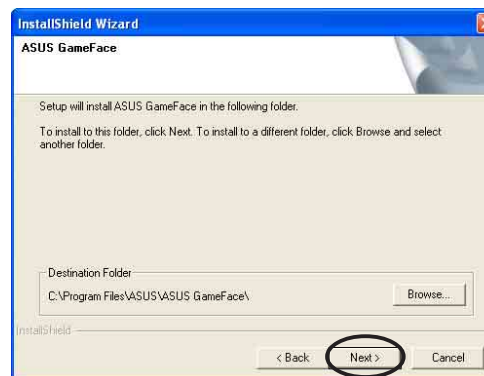 InstallShield Wizard
ASUS GameFace
Setup will install ASUS GameFace in the following folder.
To install to this folder, click Next. To install to a different folder, click Browse and select
another folder.
Destination Folder
C:\Program Files\ASUS\ASUS GameFace\
Browse...
InstallShield
< Back
Next >
Cancel